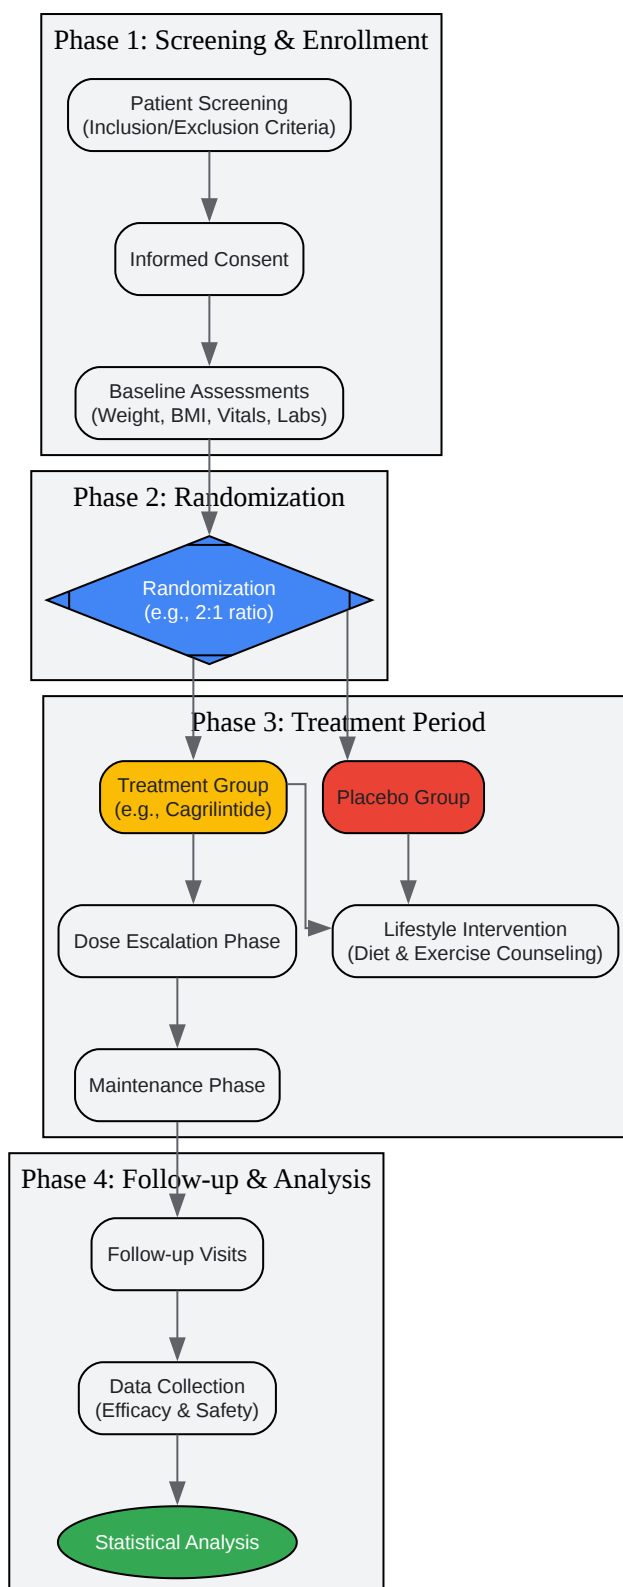 Phase 1: Screening & Enrollment
Patient Screening
(Inclusion/Exclusion Criteria)
Informed Consent
Baseline Assessments
(Weight, BMI, Vitals, Labs)
Phase 2: Randomization
Randomization
(e.g., 2:1 ratio)
Phase 3: Treatment Period
Treatment Group
(e.g., Cagrilintide)
Placebo Group
Dose Escalation Phase
Lifestyle Intervention
(Diet & Exercise Counseling)
Maintenance Phase
Phase 4: Follow-up & Analysis
Follow-up Visits
Data Collection
(Efficacy & Safety)
Statistical Analysis